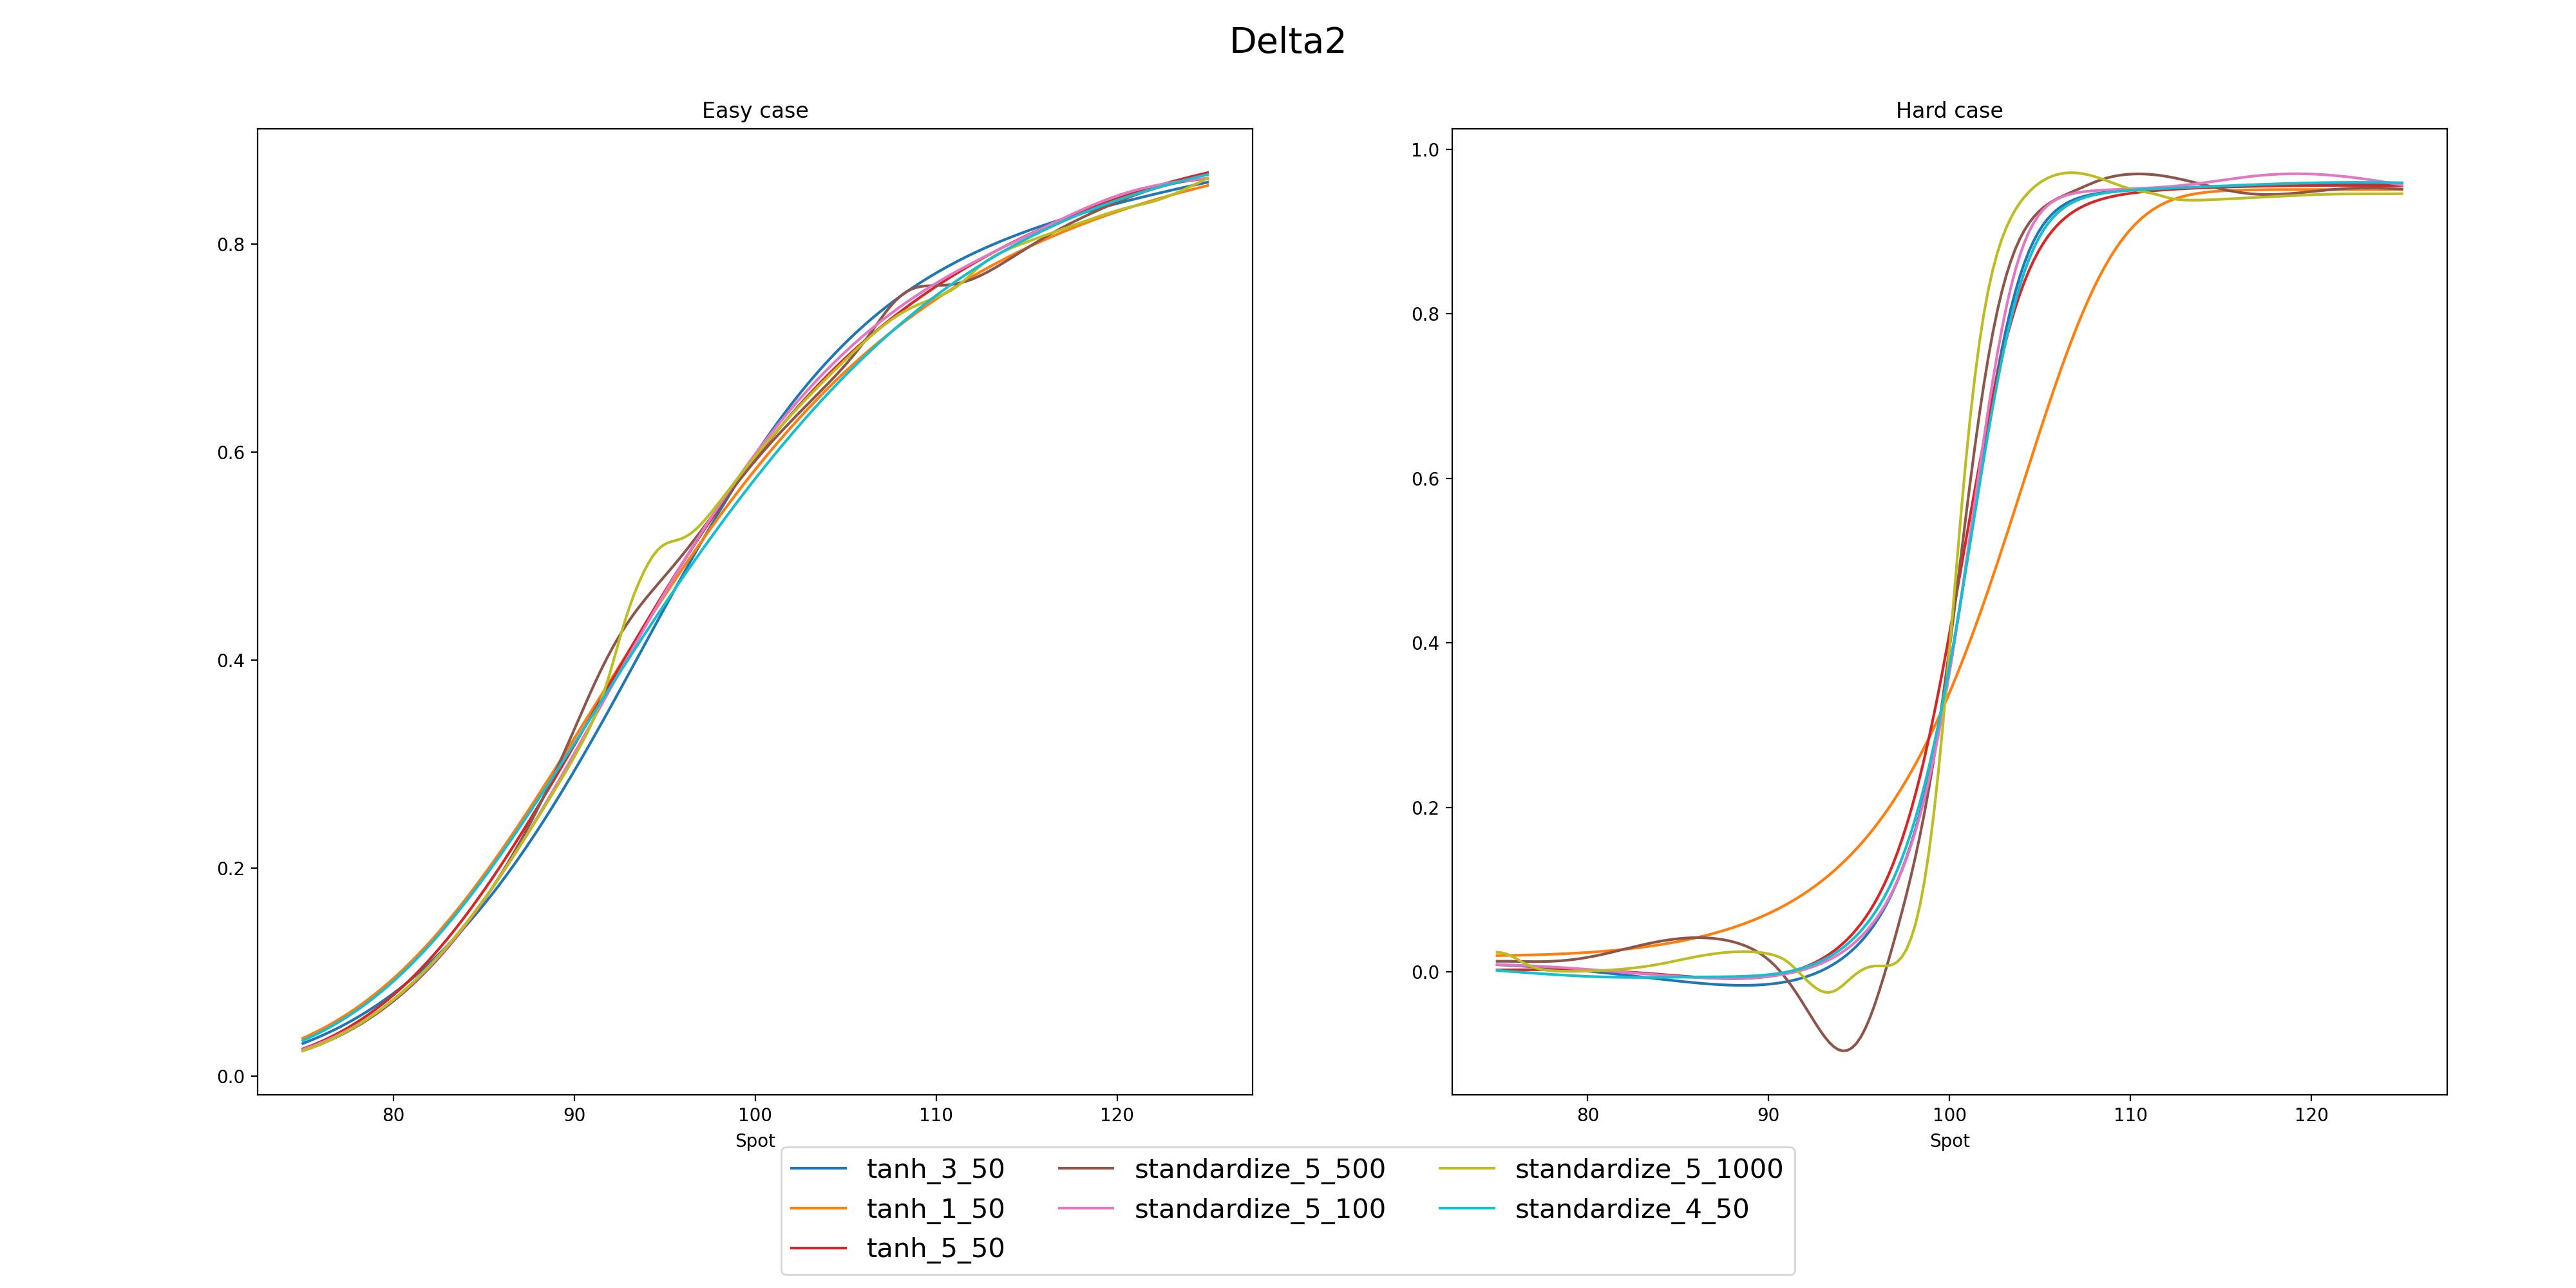 Delta2
Easy case
0.8
0.6
0.4
0.2
0.0
80 90 100 110 120
Spot
Hard case
1.0
0.8
0.6
0.4
0.2
0.0
80 90 100 110 120
Spot
tanh_3_50
tanh_1_50
tanh_5_50
standardize_5_500
standardize_5_100
standardize_5_1000
standardize_4_50